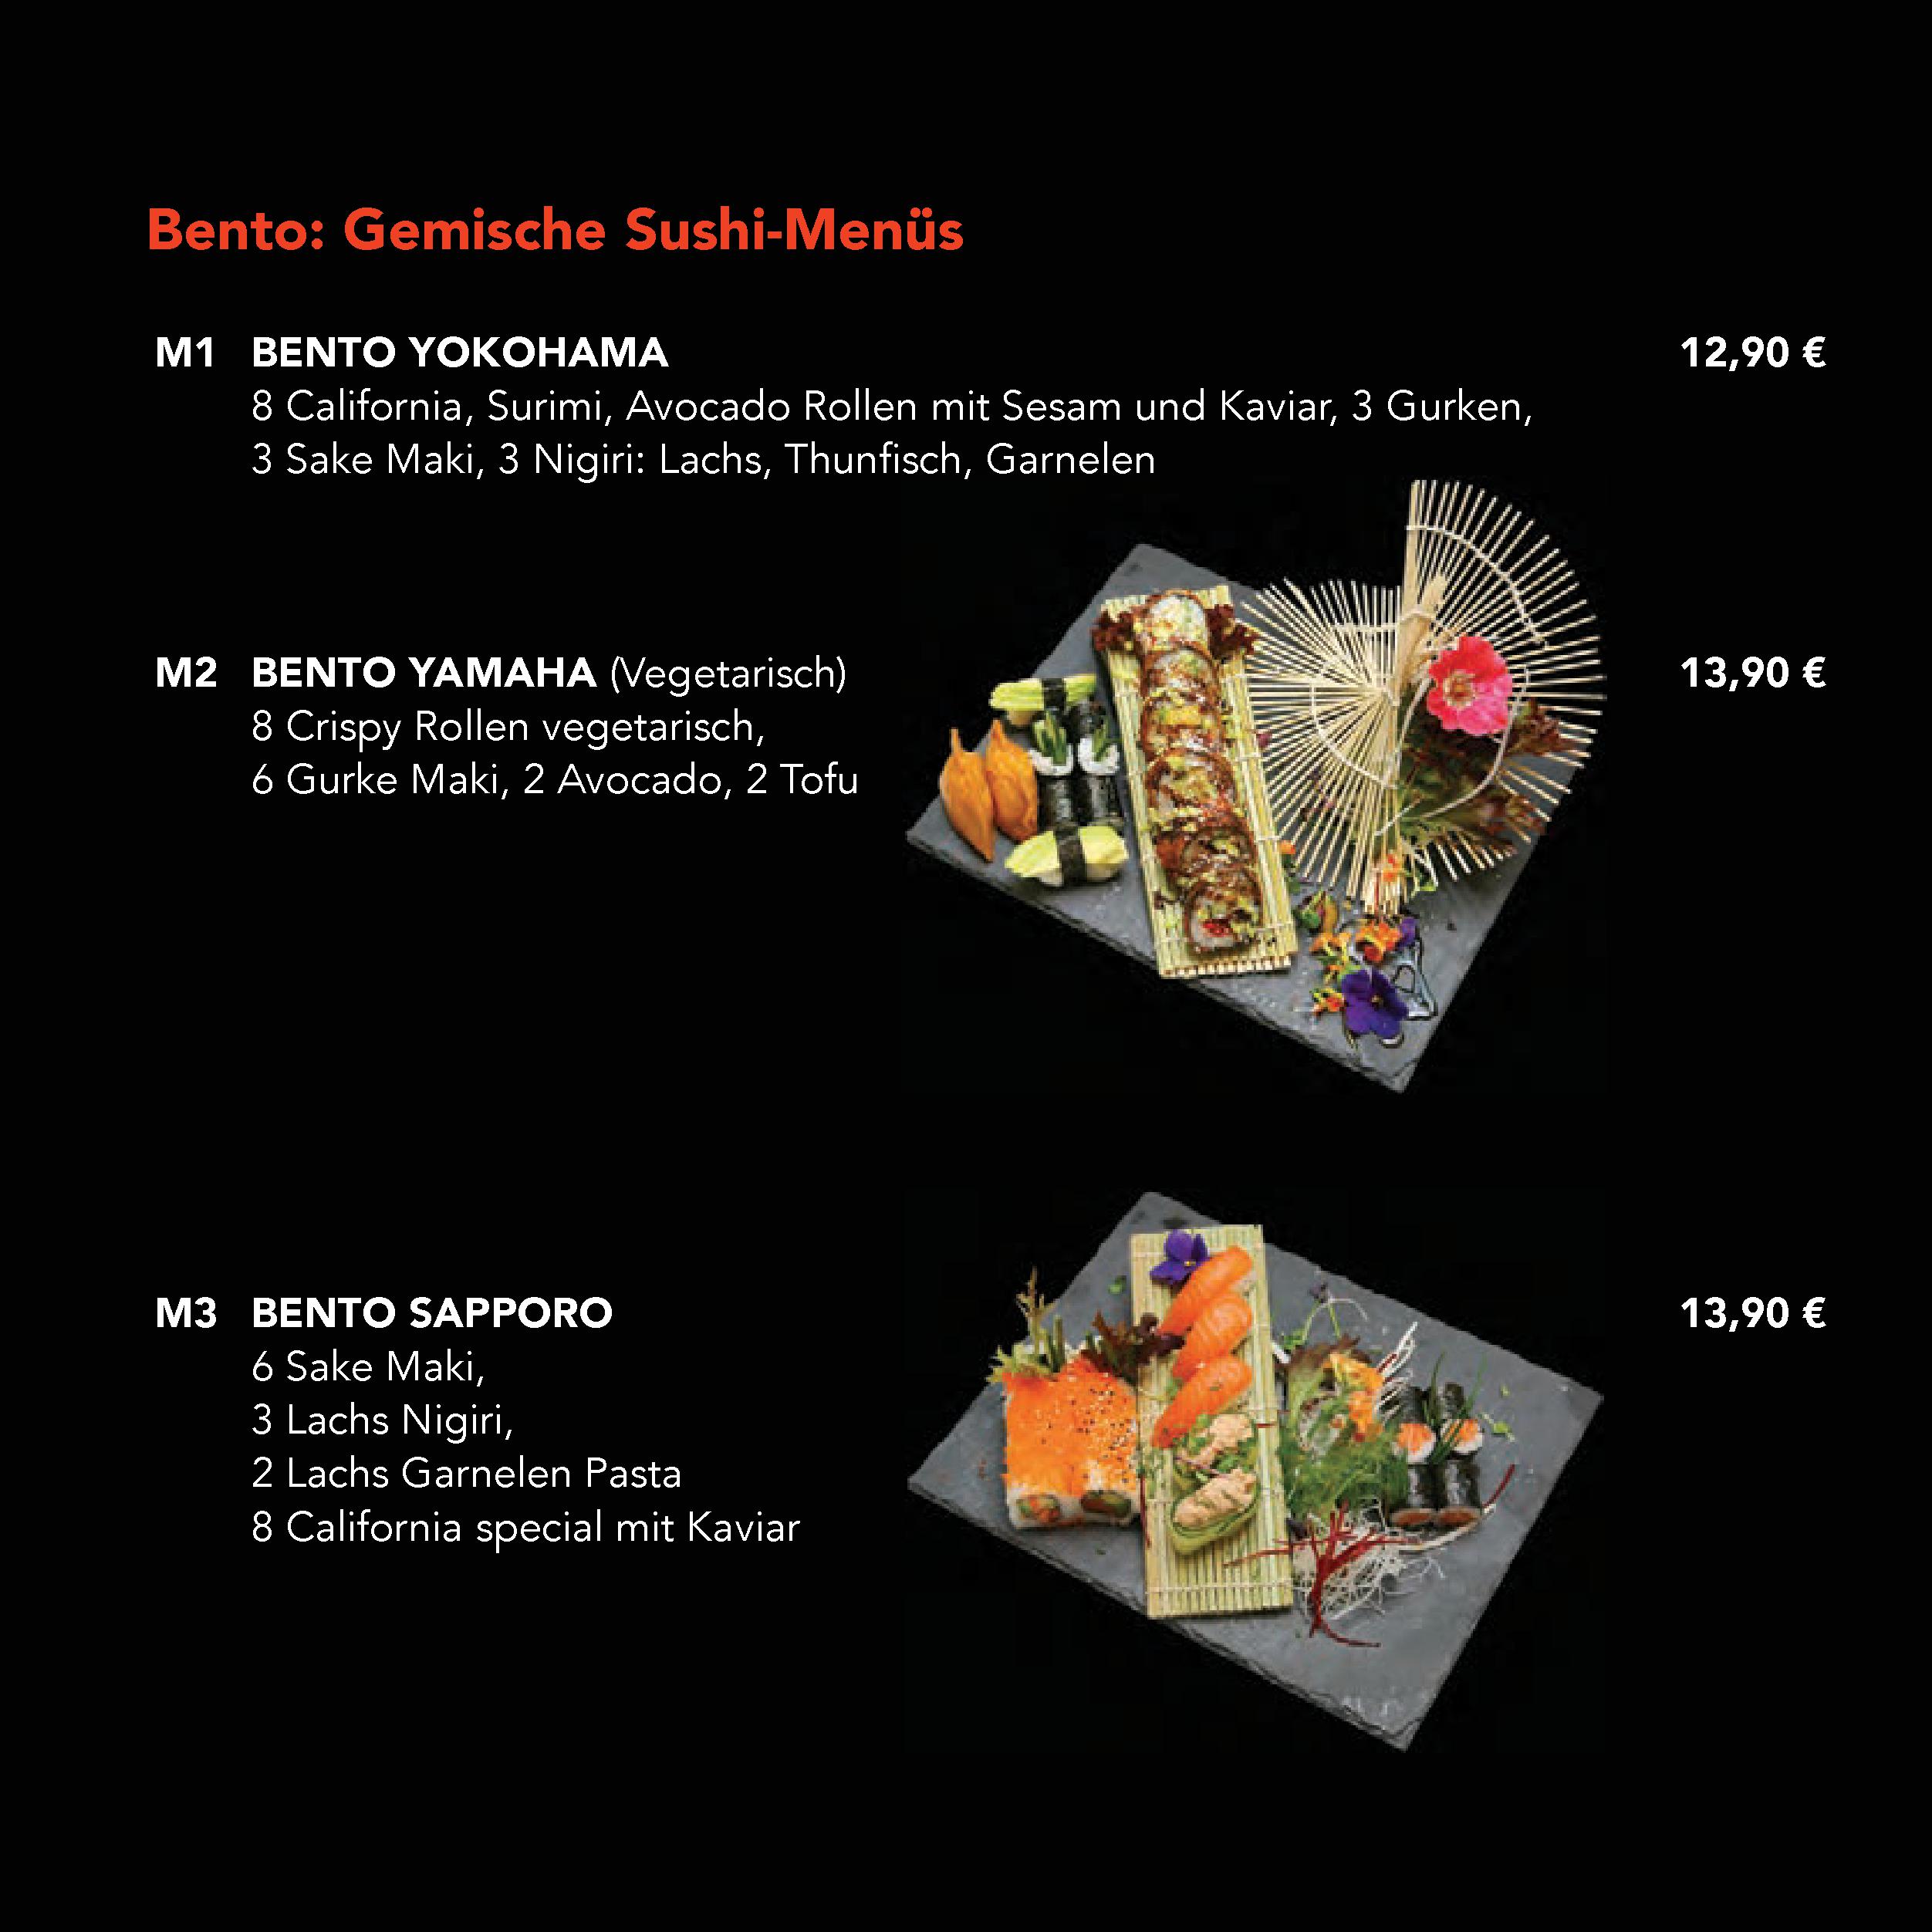 Bento: Gemische Sushi-Menüs
M1 BENTO YOKOHAMA 12,90 €
8 California, Surimi, Avocado Rollen mit Sesam und Kaviar, 3 Gurken,
3 Sake Maki, 3 Nigiri: Lachs, Thunfisch, Garnelen
M2 BENTO YAMAHA (Vegetarisch) 13,90 €
8 Crispy Rollen vegetarisch,
6 Gurke Maki, 2 Avocado, 2 Tofu
M3 BENTO SAPPORO 13,90 €
6 Sake Maki,
3 Lachs Nigiri,
2 Lachs Garnelen Pasta
8 California special mit Kaviar